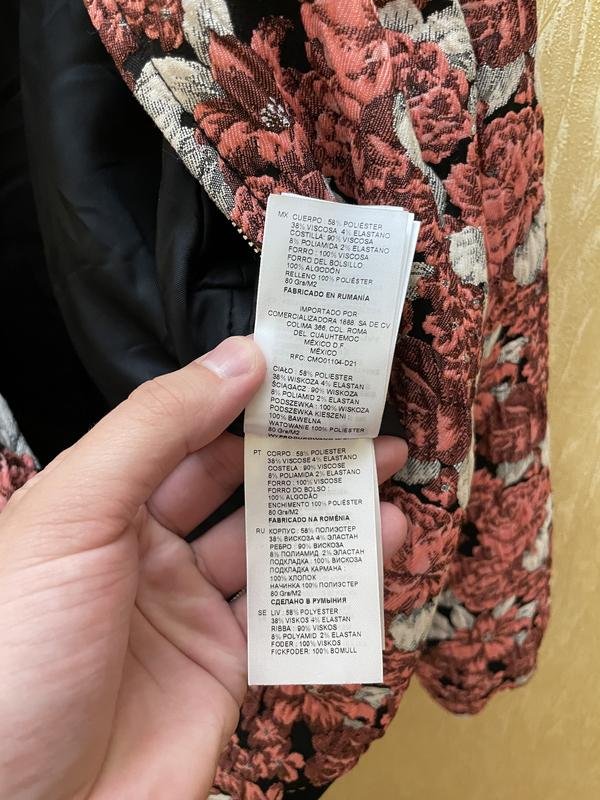 MX CUERPO : 58% POLIÉSTER
38% VISCOSA 4% ELASTANO
COSTILLA: 90% VISCOSA
8% POLIAMIDA 2% ELASTANO
FORRO : 100% VISCOSA
FORRO DEL BOLSILLO:
100% ALGODÓN
RELLENO 100% POLIÉSTER
80 Grs/M2
FABRICADO EN RUMANÍA
IMPORTADO POR
COMERCIALIZADORA 1688, SA DE CV
COLIMA 366, COL. ROMA
DEL. CUAUHTEMOC
MÉXICO D.F
MÉXICO
RFC: CMO01104-D21
CIAŁO : 58% POLIESTER
38% WISKOZA 4% ELASTAN
ŚCIĄGACZ : 90% WISKOZA
8% POLIAMID 2% ELASTAN
PODSZEWKA : 100% WISKOZA
PODSZEWKA KIESZENI :
100% BAWEŁNA
WATOWANIE 100% POLIESTER
80 Grs/M2
PT CORPO : 58% POLIESTER
38% VISCOSE 4% ELASTANO
COSTELA : 90% VISCOSE
8% POLIAMIDA 2% ELASTANO
FORRO : 100% VISCOSE
FORRO DO BOLSO :
100% ALGODÃO
ENCHIMENTO 100% POLIESTER
80 Grs/M2
FABRICADO NA ROMÉNIA
RU КОРПУС : 58% ПОЛИЭСТЕР
38% ВИСКОЗА 4% ЭЛАСТАН
РЕБРО : 90% ВИСКОЗА
8% ПОЛИАМИД 2% ЭЛАСТАН
ПОДКЛАДКА : 100% ВИСКОЗА
ПОДКЛАДКА КАРМАНА :
100% ХЛОПОК
НАЧИНКА 100% ПОЛИЭСТЕР
80 Grs/M2
СДЕЛАНО В РУМЫНИЯ
SE LIV : 58% POLYESTER
38% VISKOS 4% ELASTAN
RIBBA : 90% VISKOS
8% POLYAMID 2% ELASTAN
FODER : 100% VISKOS
FICKFODER: 100% BOMULL